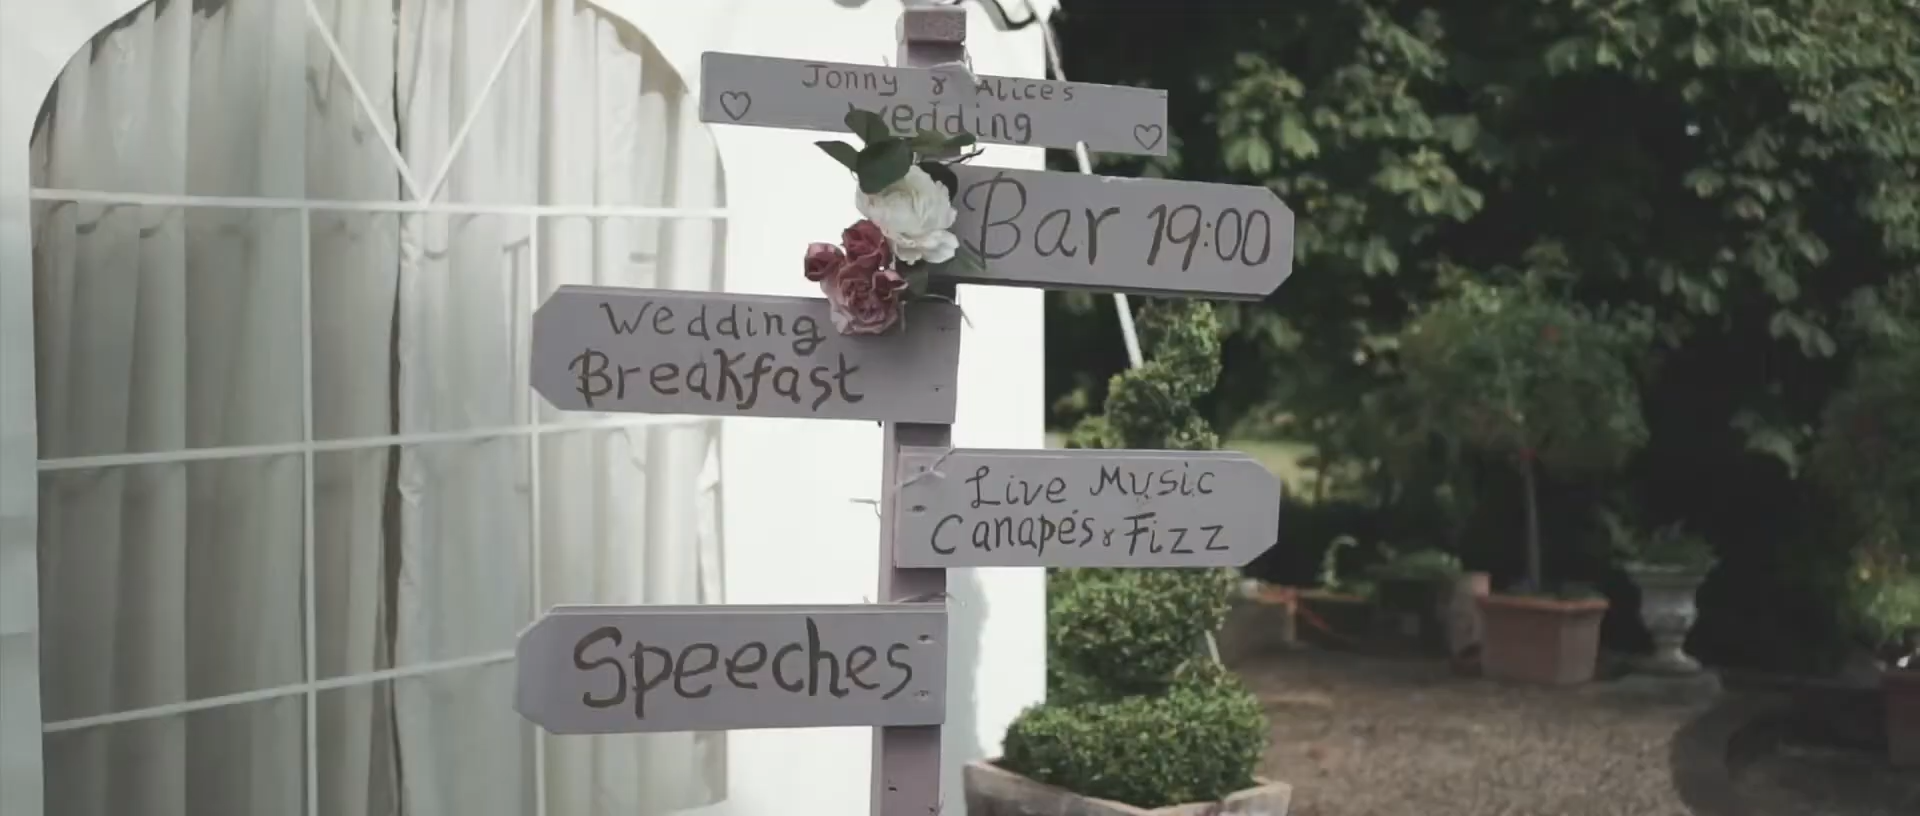 Jonny & Alice's
Wedding
Bar 19:00
Wedding
Breakfast
Live Music
Canapés & Fizz
Speeches